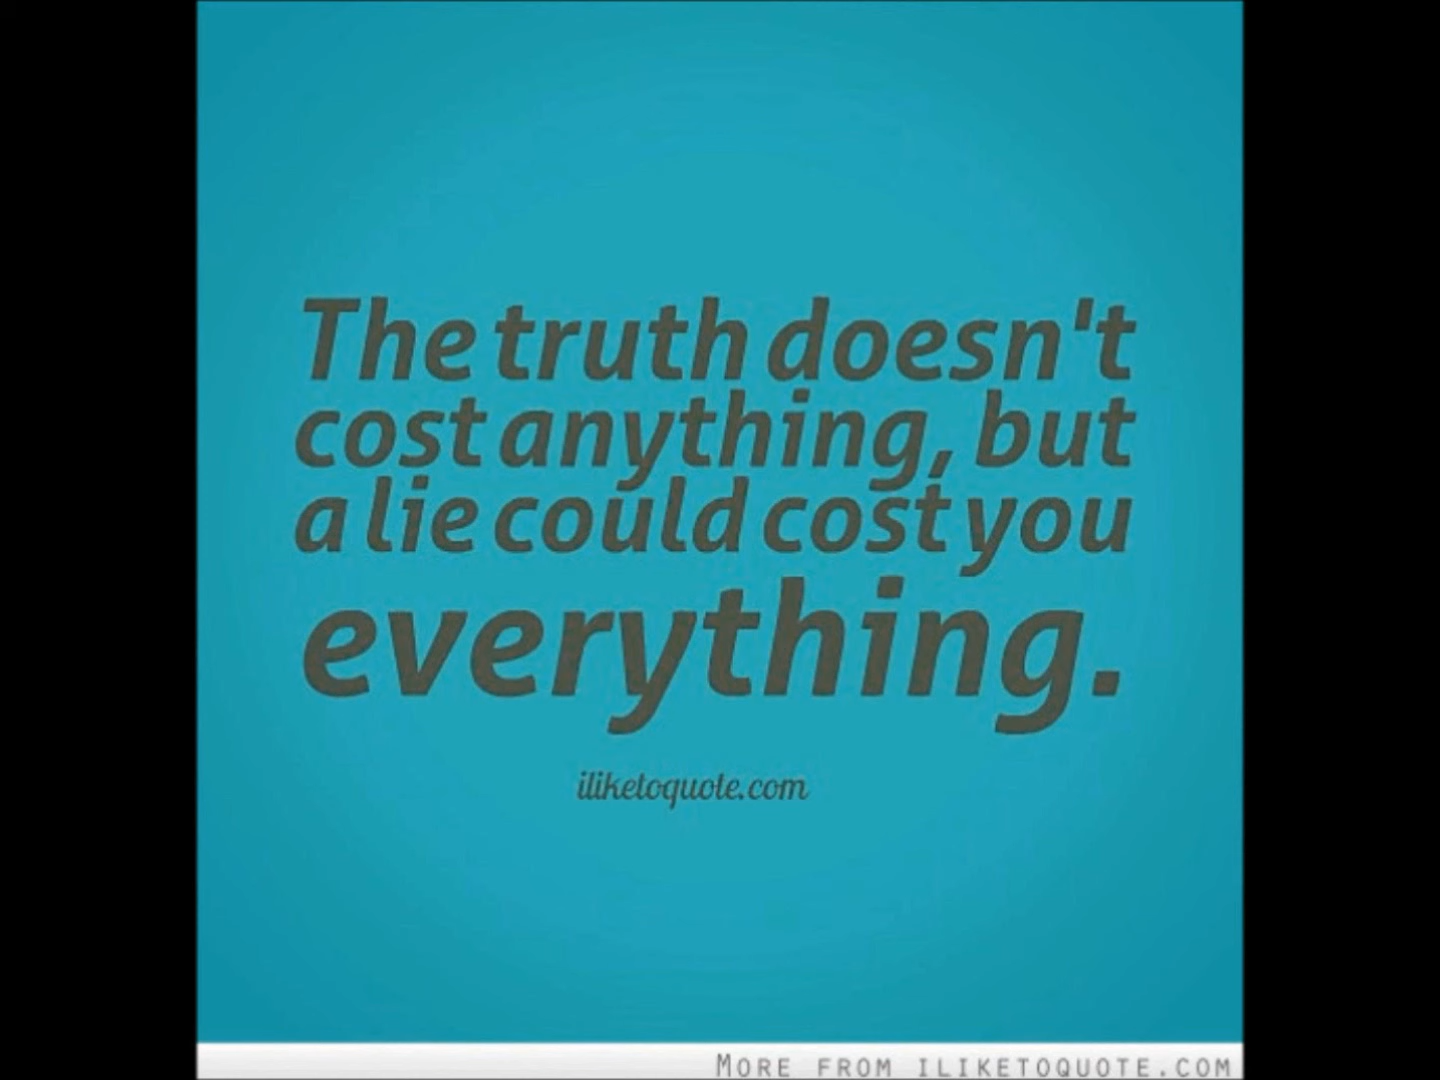 The truth doesn't
cost anything, but
a lie could cost you
everything.
iliketoquote.com
MORE FROM ILIKETOQUOTE.COM